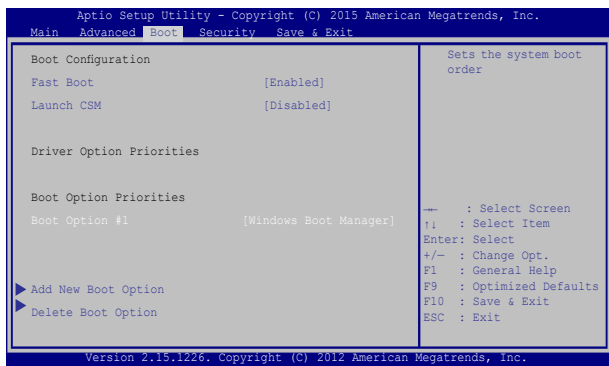 Aptio Setup Utility - Copyright (C) 2015 American Megatrends, Inc.
Main Advanced Boot Security Save & Exit
Boot Configuration
Fast Boot [Enabled]
Launch CSM [Disabled]
Driver Option Priorities
Boot Option Priorities
Boot Option #1 [Windows Boot Manager]
Add New Boot Option
Delete Boot Option
Sets the system boot
order
→← : Select Screen
↑↓ : Select Item
Enter: Select
+/— : Change Opt.
F1 : General Help
F9 : Optimized Defaults
F10 : Save & Exit
ESC : Exit
Version 2.15.1226. Copyright (C) 2012 American Megatrends, Inc.